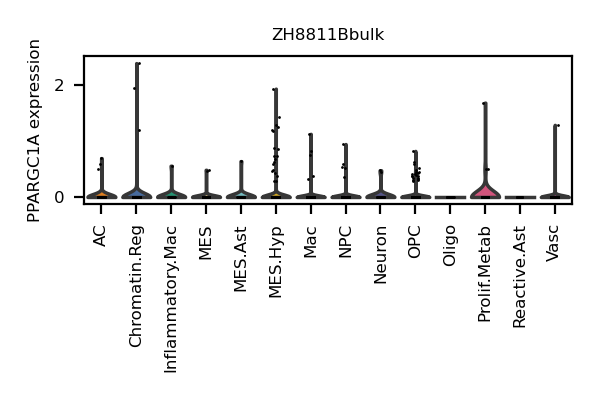 ZH8811Bbulk
PPARGC1A expression
2
0
AC
Chromatin.Reg
Inflammatory.Mac
MES
MES.Ast
MES.Hyp
Mac
NPC
Neuron
OPC
Oligo
Prolif.Metab
Reactive.Ast
Vasc